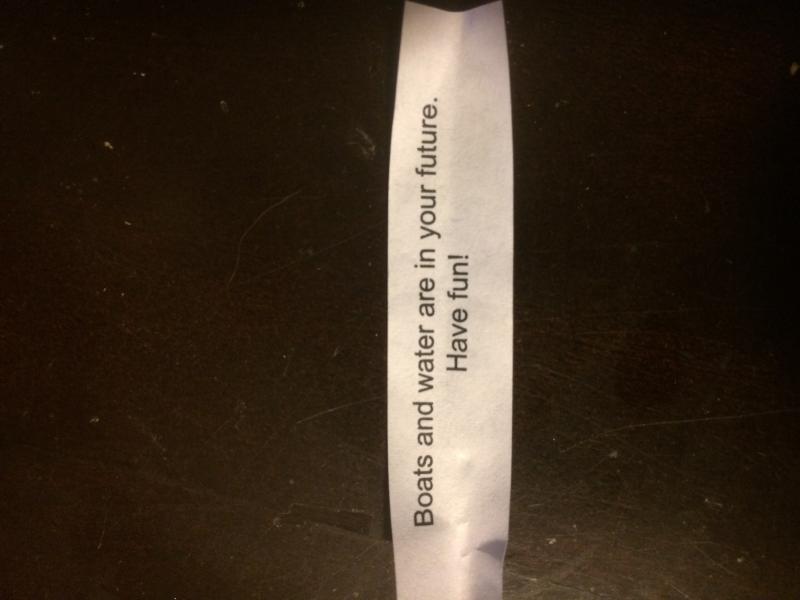 Boats and water are in your future.
Have fun!